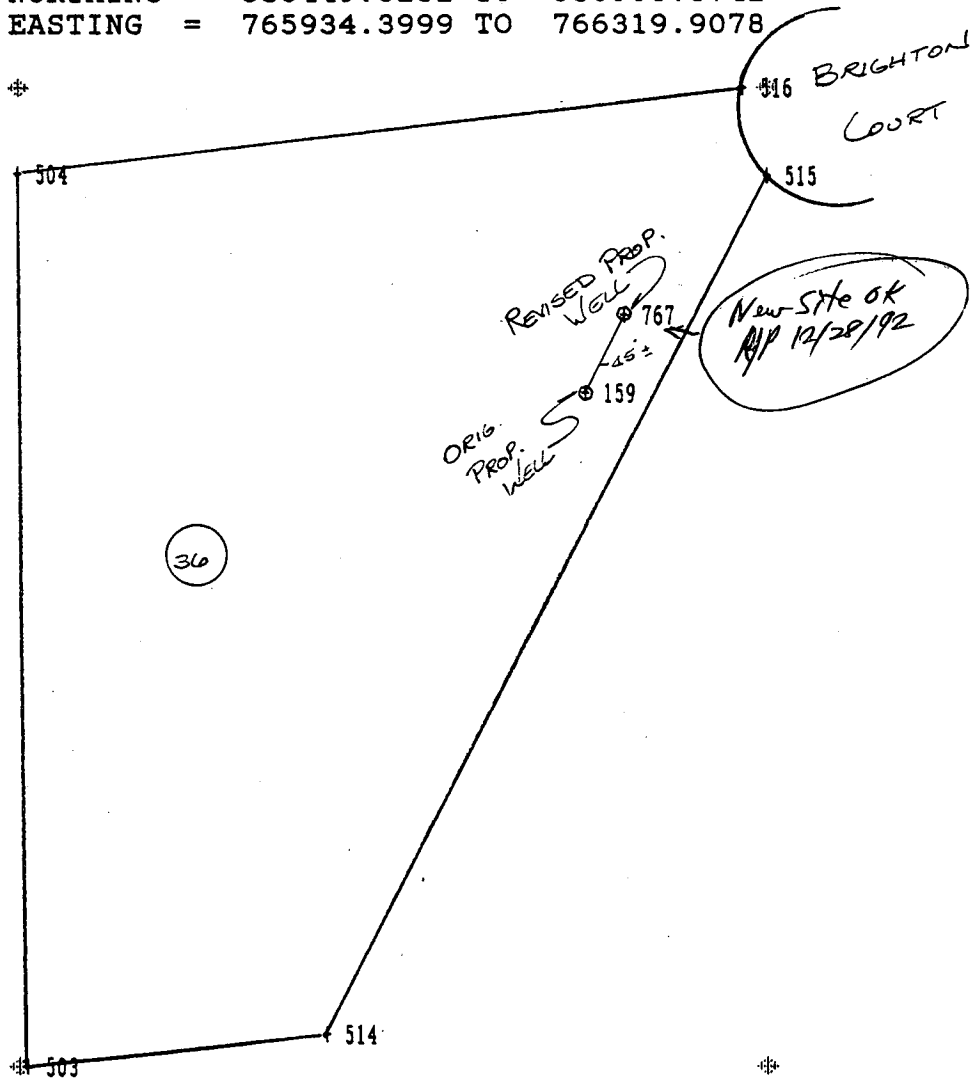 EASTING = 765934.3999 TO 766319.9078
516
BRIGHTON
COURT
504
515
REVISED PROP.
WELL
767
New Site OK
12/28/92
45'±
159
ORIG.
PROP.
WELL
36
514
503